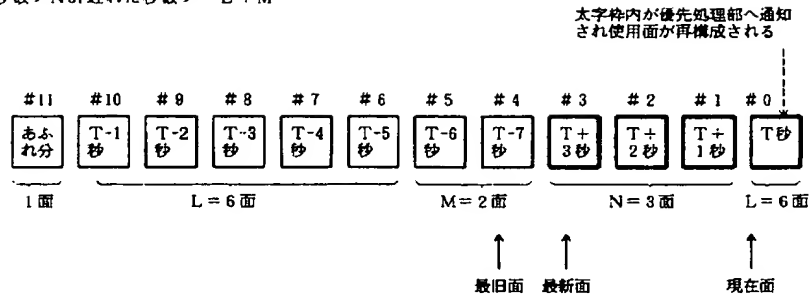 太字枠内が優先処理部へ通知
され使用面が再構成される
#11 #10 #9 #8 #7 #6 #5 #4 #3 #2 #1 #0
あふれ分 T-1秒 T-2秒 T-3秒 T-4秒 T-5秒 T-6秒 T-7秒 T+3秒 T+2秒 T+1秒 T秒
1面 L=6面 M=2面 N=3面 L=6面
最旧面 最新面 現在面